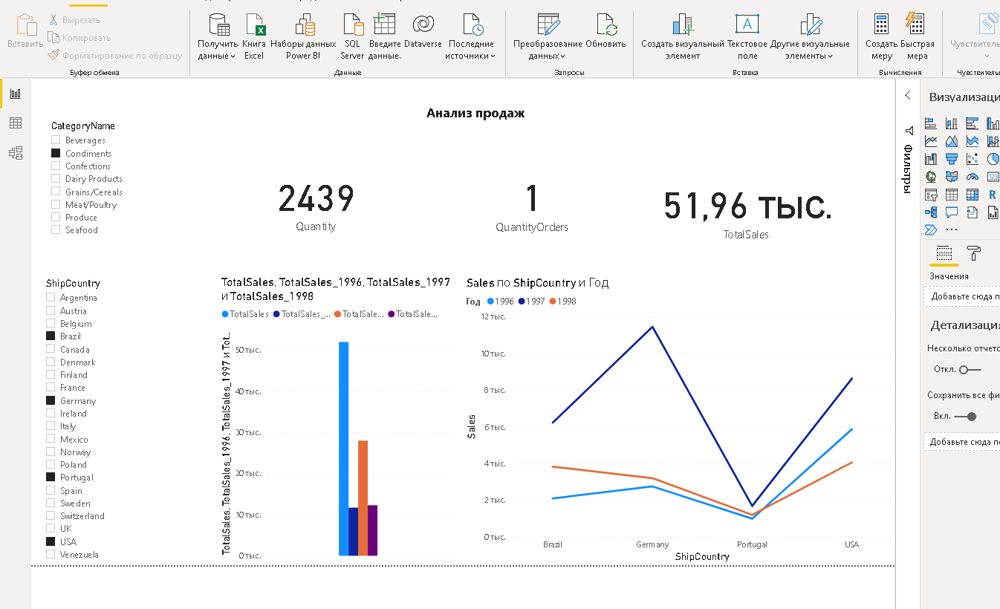 Вырезать
Копировать
Форматирование по образцу
Вставить
Буфер обмена
Получить данные
Книга Excel
Наборы данных Power BI
SQL Server
Введите данные.
Dataverse
Последние источники
Данные
Преобразование данных
Обновить
Запросы
Создать визуальный элемент
Текстовое поле
Другие визуальные элементы
Вставка
Создать меру
Быстрая мера
Вычисления
Чувствитель
Чувствитель
Анализ продаж
CategoryName
Beverages
Condiments
Confections
Dairy Products
Grains/Cereals
Meat/Poultry
Produce
Seafood
2439
Quantity
1
QuantityOrders
51,96 тыс.
TotalSales
ShipCountry
Argentina
Austria
Belgium
Brazil
Canada
Denmark
Finland
France
Germany
Ireland
Italy
Mexico
Norway
Poland
Portugal
Spain
Sweden
Switzerland
UK
USA
Venezuela
TotalSales, TotalSales_1996, TotalSales_1997
и TotalSales_1998
TotalSales TotalSales_... TotalSale... TotalSale...
TotalSales, TotalSales_1996, TotalSales_1997 и Tot...
50 тыс.
40 тыс.
30 тыс.
20 тыс.
10 тыс.
0 тыс.
Sales по ShipCountry и Год
Год 1996 1997 1998
12 тыс.
10 тыс.
8 тыс.
6 тыс.
4 тыс.
2 тыс.
0 тыс.
Sales
Brazil Germany Portugal USA
ShipCountry
Фильтры
Визуализаци
123
R
Значения
Добавьте сюда п
Детализация
Несколько отчето
Откл.
Сохранить все фи
Вкл.
Добавьте сюда по